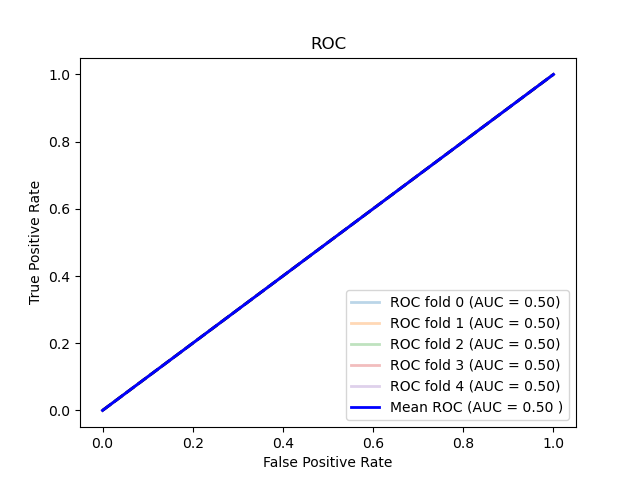 ROC
True Positive Rate
1.0
0.8
0.6
0.4
0.2
0.0
ROC fold 0 (AUC = 0.50)
ROC fold 1 (AUC = 0.50)
ROC fold 2 (AUC = 0.50)
ROC fold 3 (AUC = 0.50)
ROC fold 4 (AUC = 0.50)
Mean ROC (AUC = 0.50 )
0.0 0.2 0.4 0.6 0.8 1.0
False Positive Rate